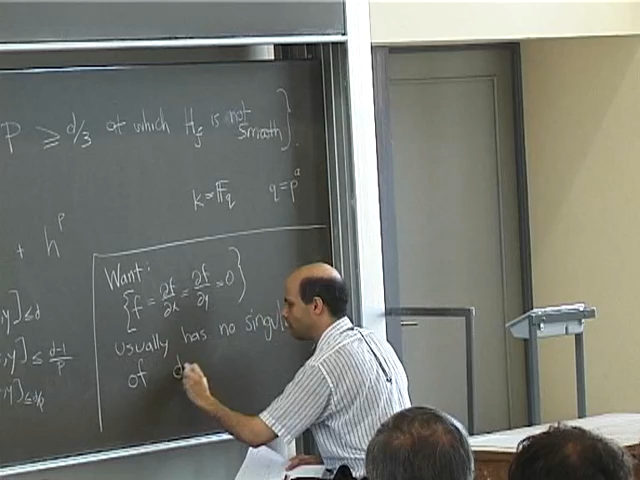 P ≥ d/3 at which H_f is not smooth}.
k = F_q q = p^a
+ h^p
Want:
{f = ∂f/∂x = ∂f/∂y = 0}
,y] ≤ d
usually has no singul
,y] ≤ (d-1)/p
of d
,y] ≤ d/p